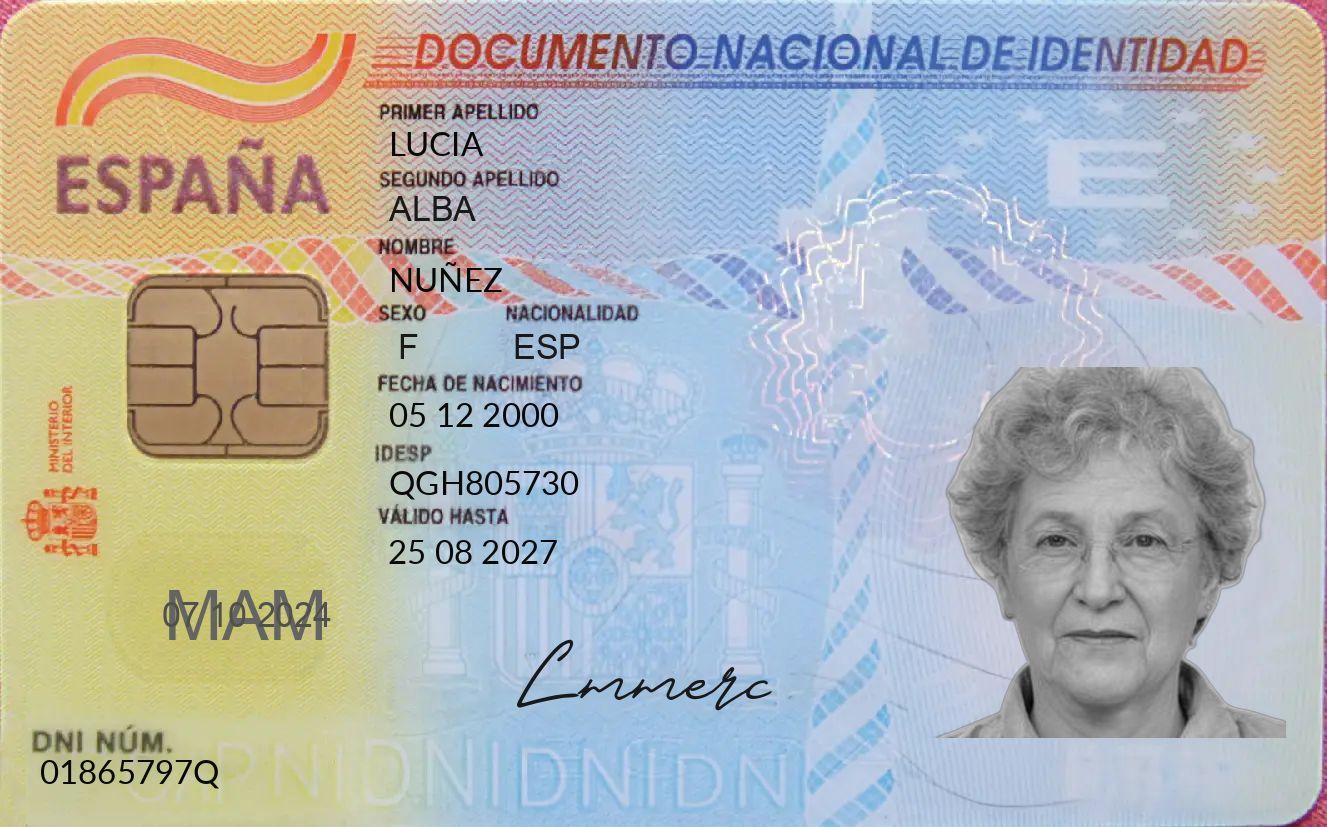 DOCUMENTO NACIONAL DE IDENTIDAD
ESPAÑA
PRIMER APELLIDO
LUCIA
SEGUNDO APELLIDO
ALBA
NOMBRE
NUÑEZ
SEXO NACIONALIDAD
F ESP
FECHA DE NACIMIENTO
05 12 2000
IDESP
QGH805730
VÁLIDO HASTA
25 08 2027
MINISTERIO
DEL INTERIOR
E
07 10 2024
MAM
Lmmerc
DNI NÚM.
01865797Q
DNIDNIDNIDNI